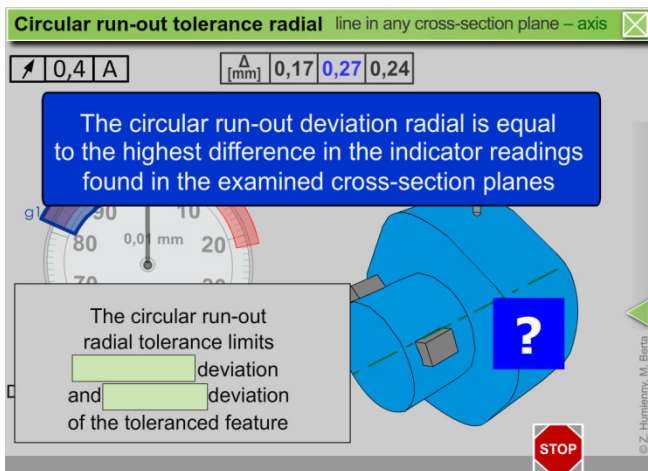 Circular run-out tolerance radial line in any cross-section plane – axis
0,4 A
Δ [mm] 0,17 0,27 0,24
The circular run-out deviation radial is equal
to the highest difference in the indicator readings
found in the examined cross-section planes
g1
90 10
80 0,01 mm 20
70
The circular run-out
radial tolerance limits
deviation
and deviation
of the toleranced feature
?
STOP
© Z. Humienny, M. Berta